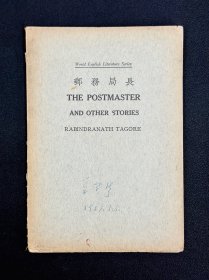 World English Literature Series
郵務局長
THE POSTMASTER
AND OTHER STORIES
RABINDRANATH TAGORE